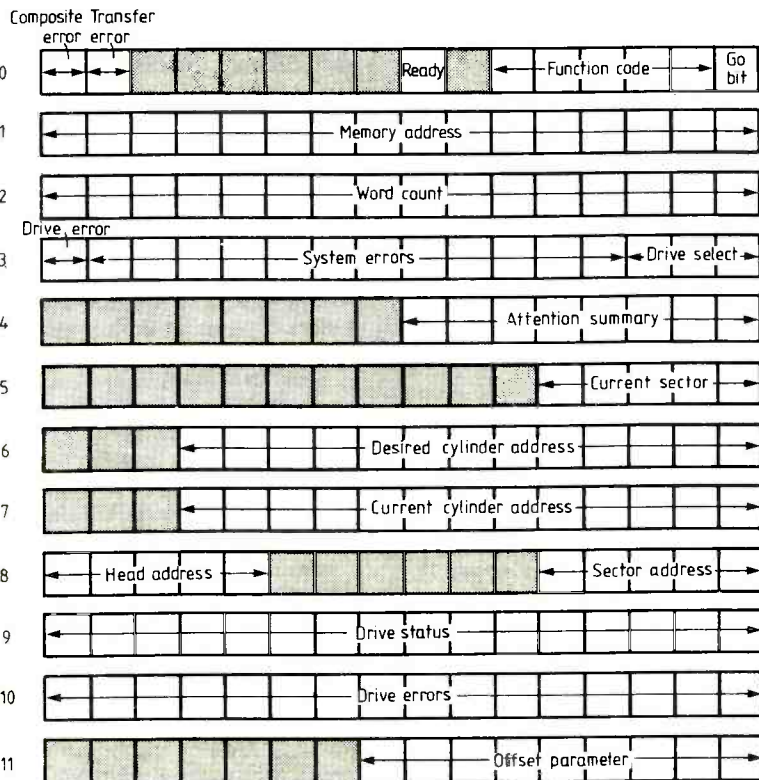 Composite Transfer
error error
0 Ready Function code Go
bit
1 Memory address
2 Word count
Drive error
3 System errors Drive select
4 Attention summary
5 Current sector
6 Desired cylinder address
7 Current cylinder address
8 Head address Sector address
9 Drive status
10 Drive errors
11 Offset parameter